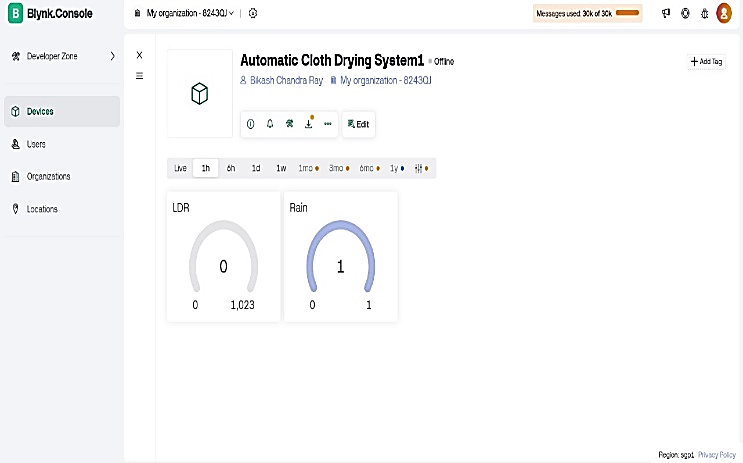 B Blynk.Console
My organization - 8243QJ
Messages used: 30k of 30k
Developer Zone
Devices
Users
Organizations
Locations
X
Automatic Cloth Drying System1
Offline
Bikash Chandra Ray My organization - 8243QJ
Add Tag
Edit
Live 1h 6h 1d 1w 1mo 3mo 6mo 1y
LDR
0
0 1,023
Rain
1
0 1
Region: sgp1 Privacy Policy